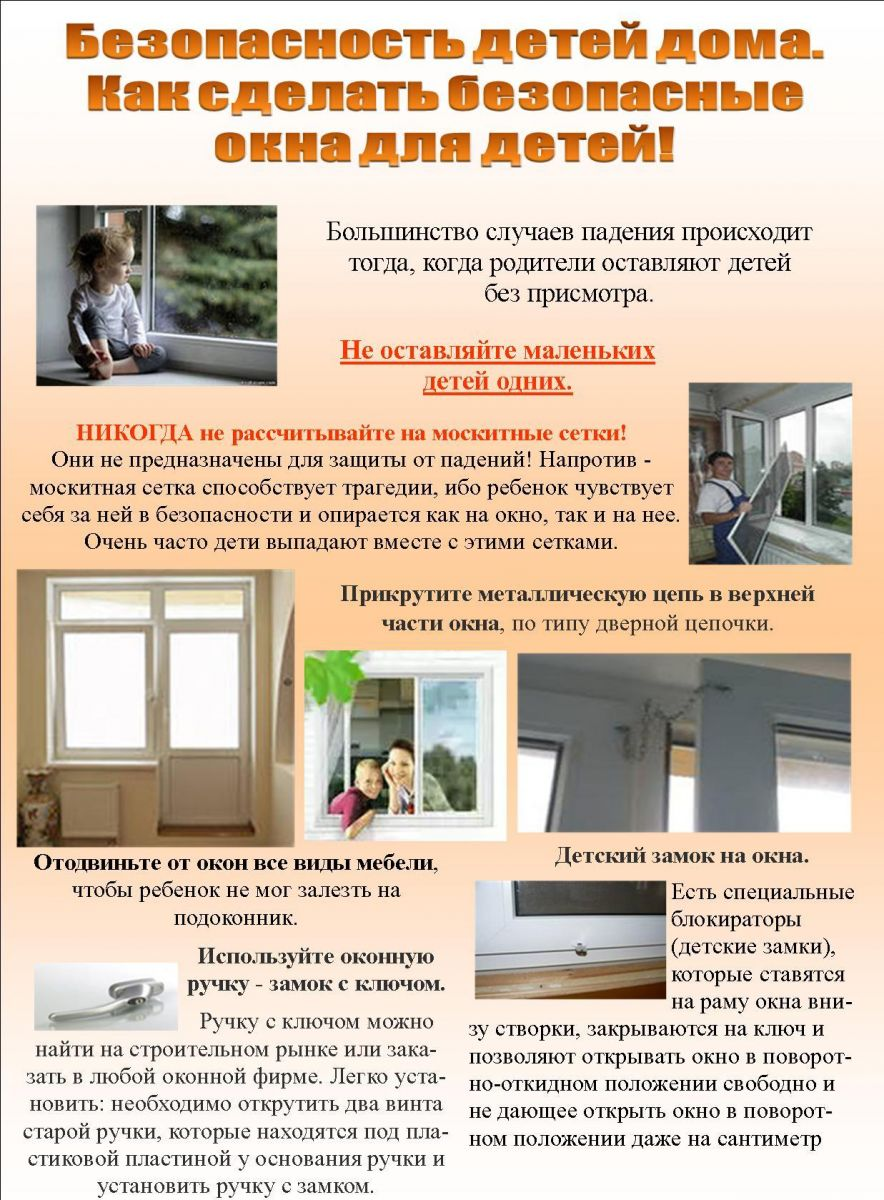 Безопасность детей дома.
Как сделать безопасные
окна для детей!
Большинство случаев падения происходит
тогда, когда родители оставляют детей
без присмотра.
Не оставляйте маленьких
детей одних.
НИКОГДА не рассчитывайте на москитные сетки!
Они не предназначены для защиты от падений! Напротив -
москитная сетка способствует трагедии, ибо ребенок чувствует
себя за ней в безопасности и опирается как на окно, так и на нее.
Очень часто дети выпадают вместе с этими сетками.
Прикрутите металлическую цепь в верхней
части окна, по типу дверной цепочки.
Отодвиньте от окон все виды мебели,
чтобы ребенок не мог залезть на
подоконник.
Используйте оконную
ручку - замок с ключом.
Ручку с ключом можно
найти на строительном рынке или зака-
зать в любой оконной фирме. Легко уста-
новить: необходимо открутить два винта
старой ручки, которые находятся под пла-
стиковой пластиной у основания ручки и
установить ручку с замком.
Детский замок на окна.
Есть специальные
блокираторы
(детские замки),
которые ставятся
на раму окна вни-
зу створки, закрываются на ключ и
позволяют открывать окно в поворот-
но-откидном положении свободно и
не дающее открыть окно в поворот-
ном положении даже на сантиметр